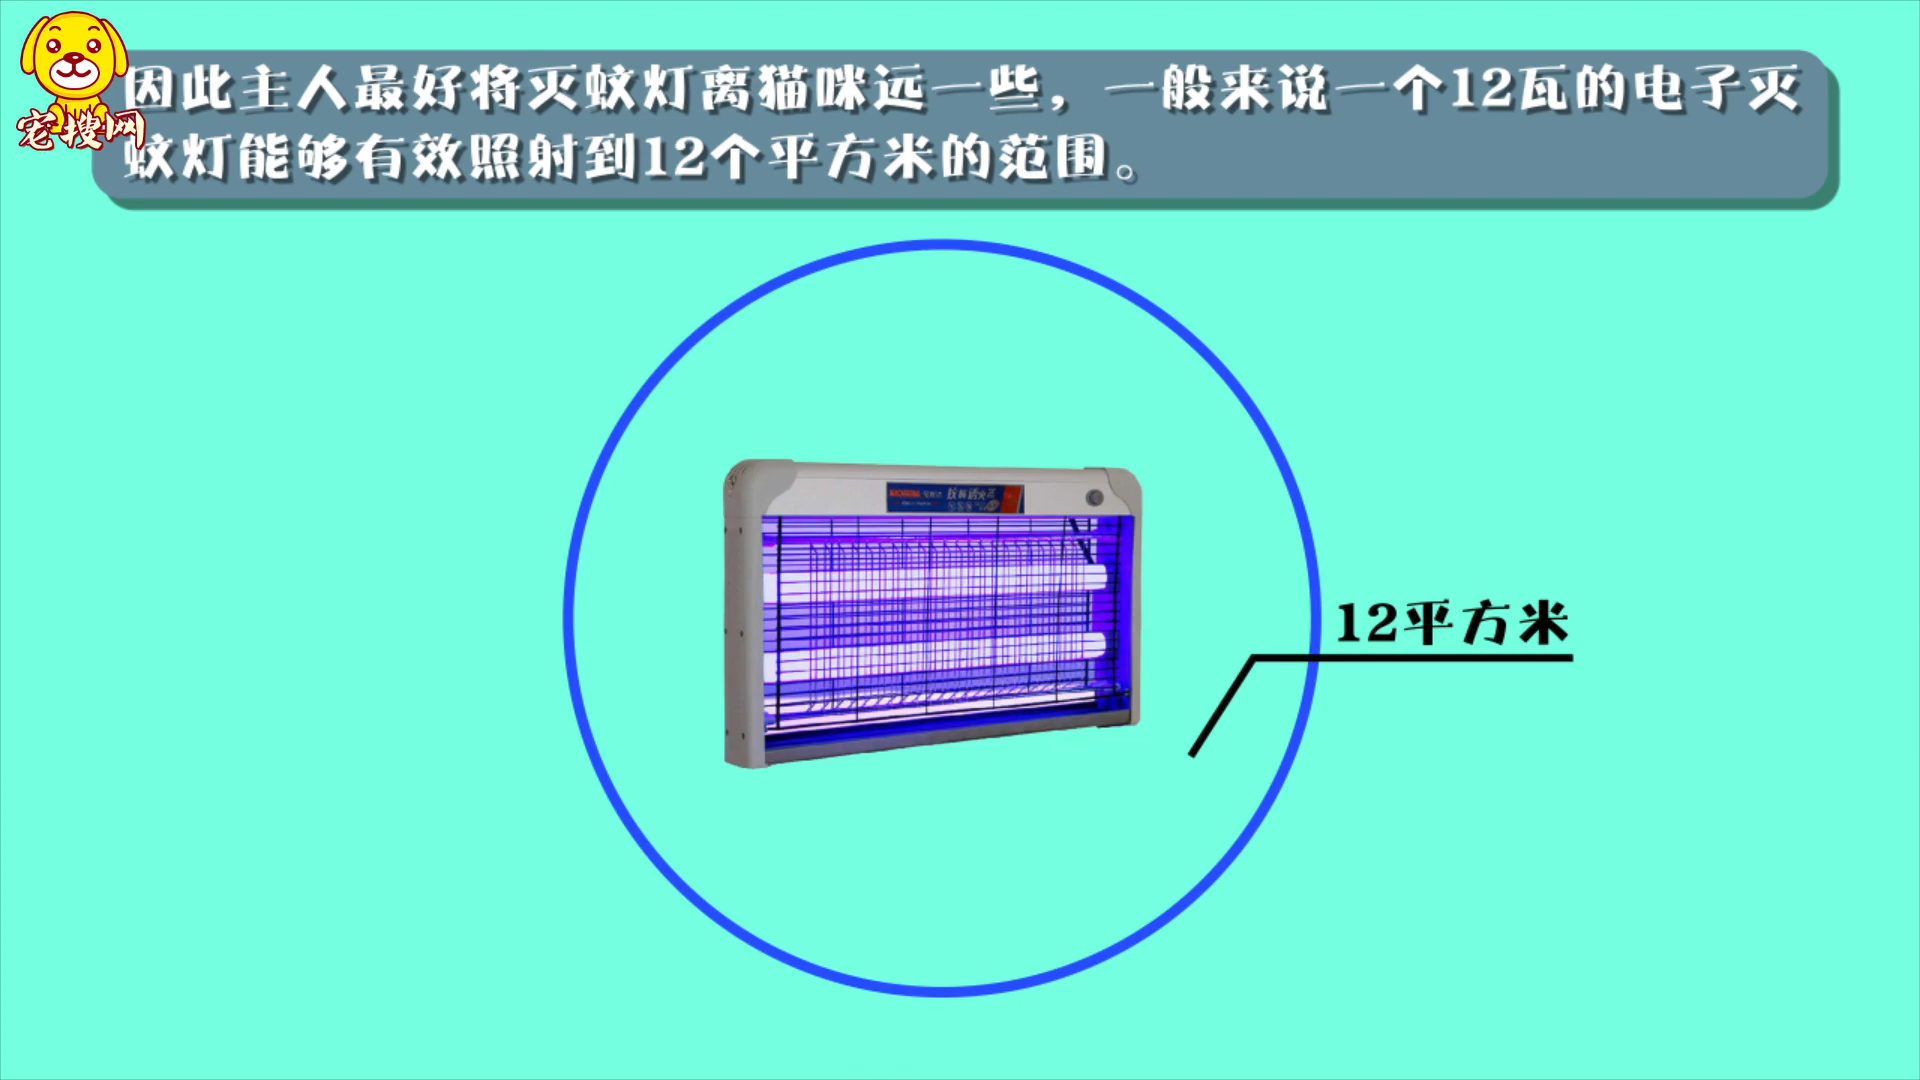 宠搜网
因此主人最好将灭蚊灯离猫咪远一些，一般来说一个12瓦的电子灭
蚊灯能够有效照射到12个平方米的范围。
12平方米